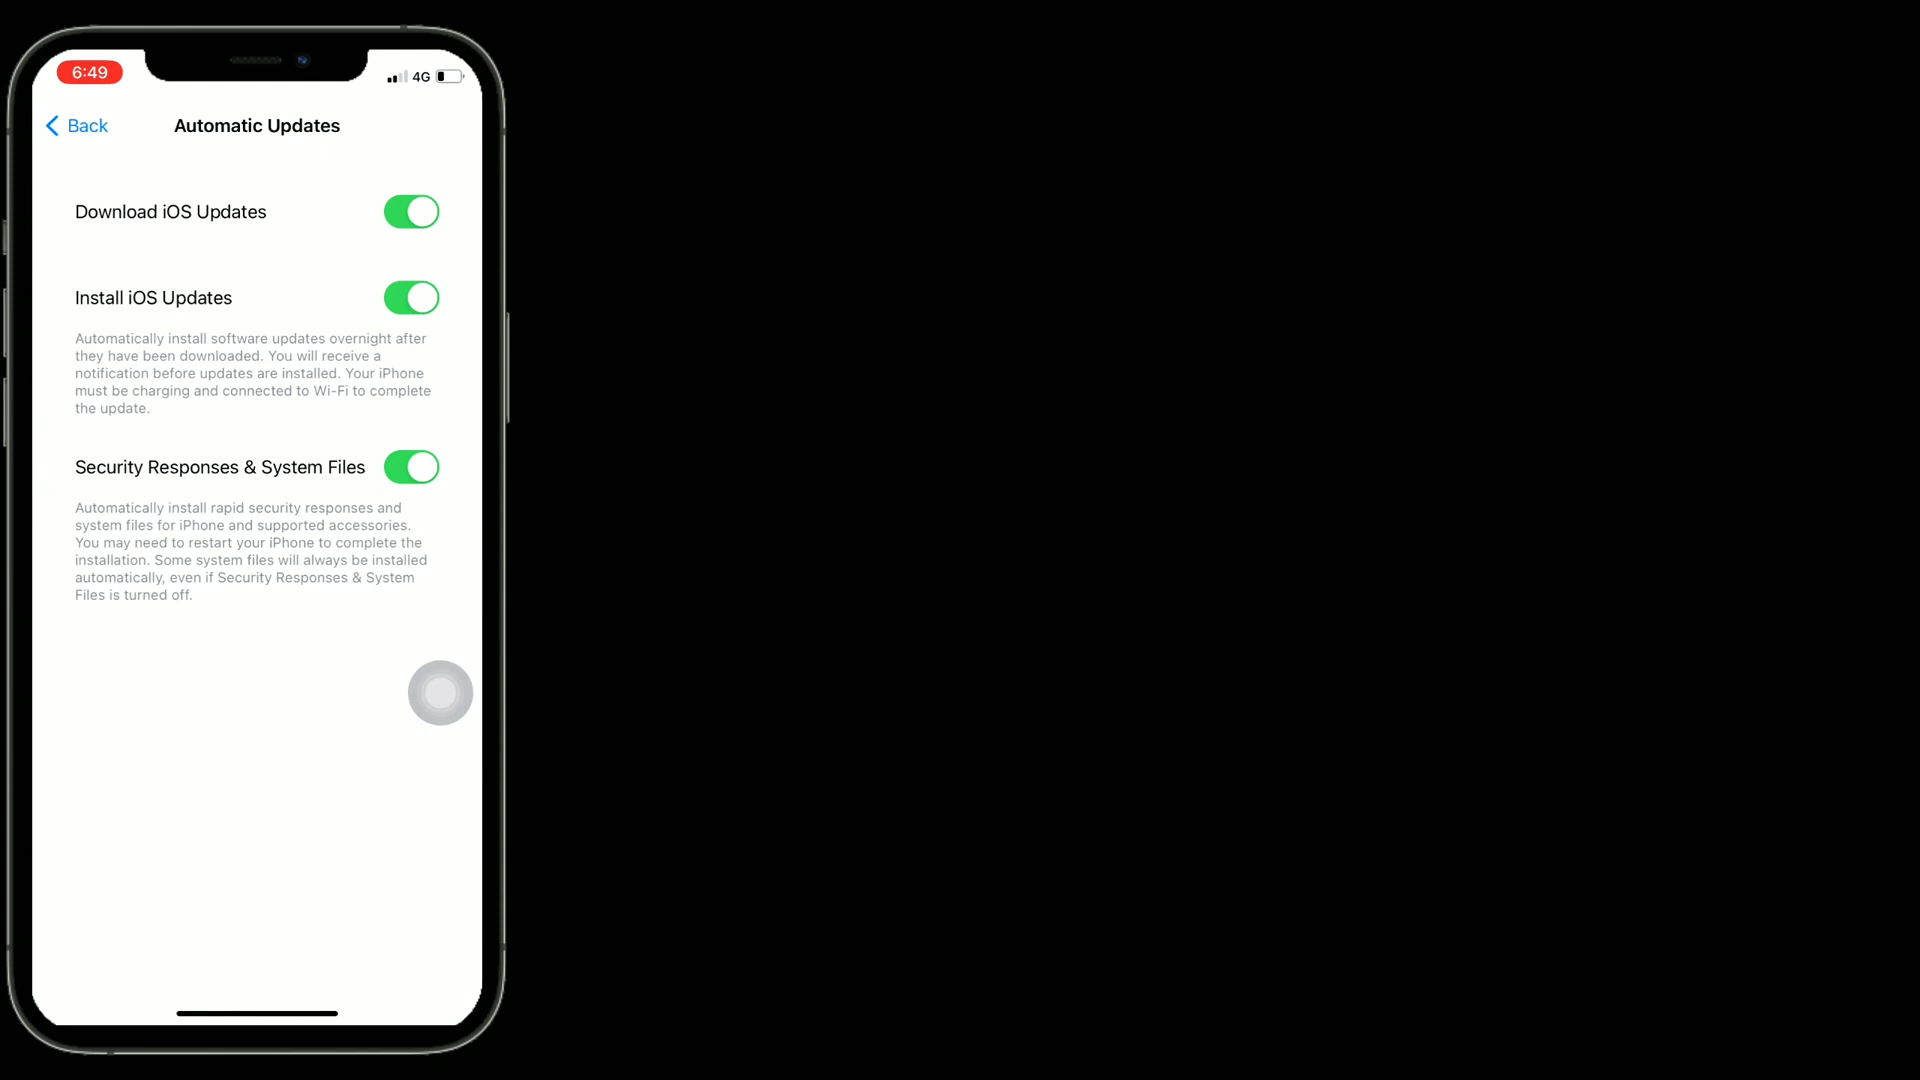 6:49
4G
Back
Automatic Updates
Download iOS Updates
Install iOS Updates
Automatically install software updates overnight after
they have been downloaded. You will receive a
notification before updates are installed. Your iPhone
must be charging and connected to Wi-Fi to complete
the update.
Security Responses & System Files
Automatically install rapid security responses and
system files for iPhone and supported accessories.
You may need to restart your iPhone to complete the
installation. Some system files will always be installed
automatically, even if Security Responses & System
Files is turned off.